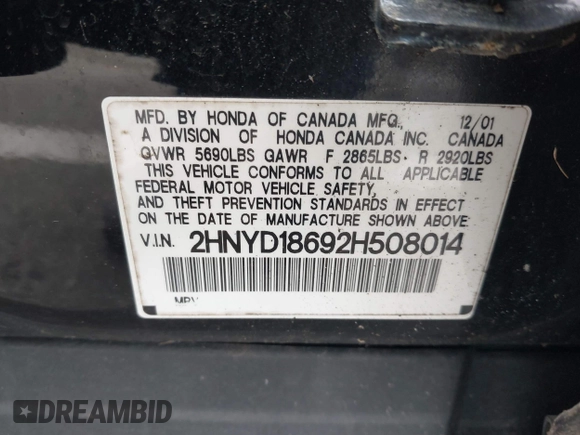 MFD. BY HONDA OF CANADA MFG., 12/01
A DIVISION OF HONDA CANADA INC. CANADA
GVWR 5690LBS GAWR F 2865LBS R 2920LBS
THIS VEHICLE CONFORMS TO ALL APPLICABLE
FEDERAL MOTOR VEHICLE SAFETY,
AND THEFT PREVENTION STANDARDS IN EFFECT
ON THE DATE OF MANUFACTURE SHOWN ABOVE
V.I.N. 2HNYD18692H508014
MPV
DREAMBID